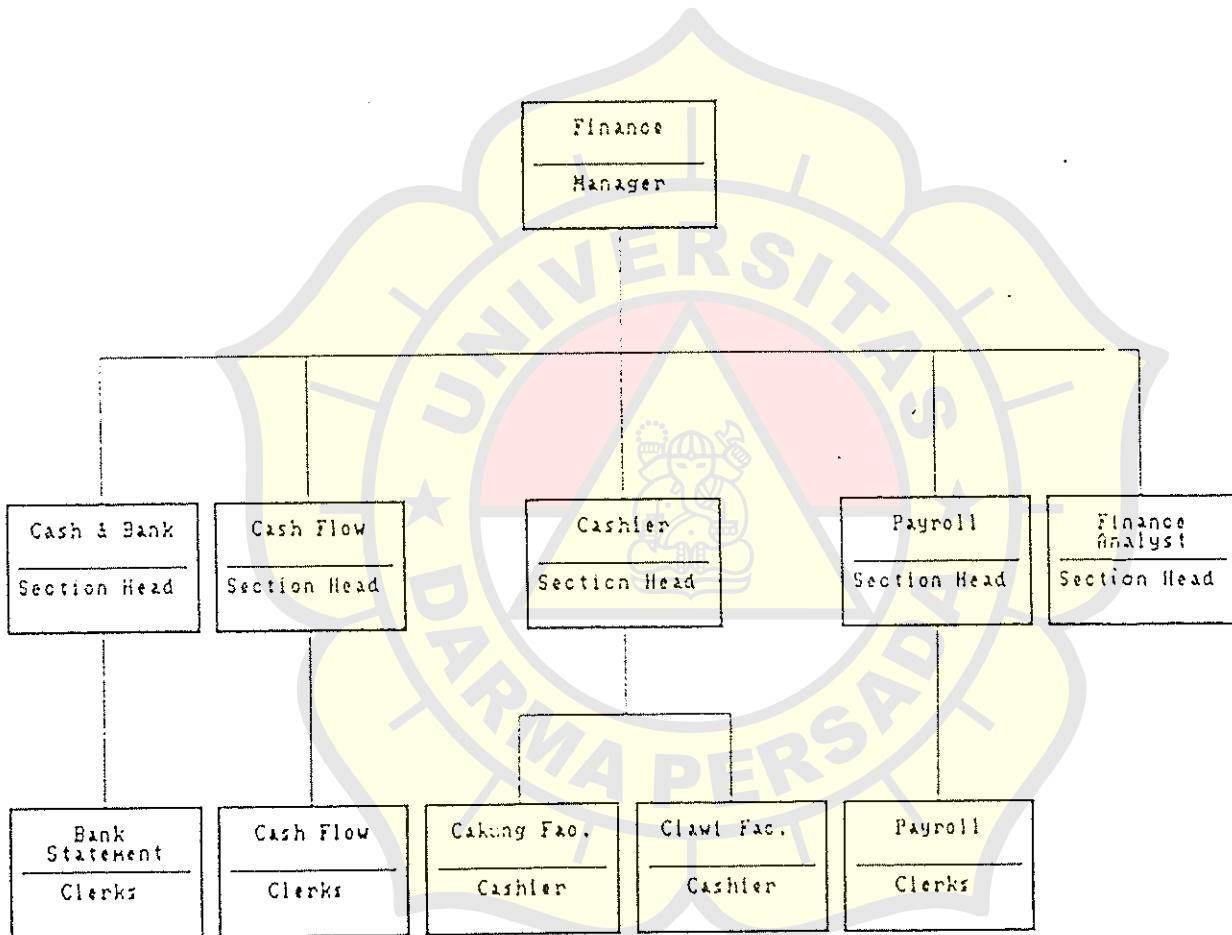 Finance
Manager
UNIVERSITAS
DARMA PERSADA
Cash & Bank
Section Head
Cash Flow
Section Head
Cashier
Section Head
Payroll
Section Head
Finance
Analyst
Section Head
Bank
Statement
Clerks
Cash Flow
Clerks
Cakung Fac.
Cashier
Ciawi Fac.
Cashier
Payroll
Clerks